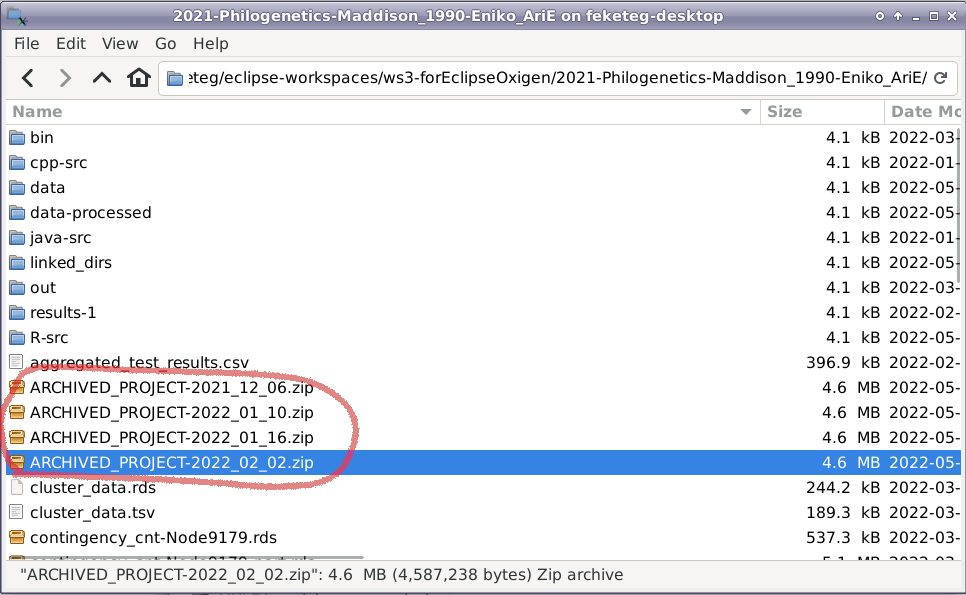 2021-Philogenetics-Maddison_1990-Eniko_AriE on feketeg-desktop
File Edit View Go Help
eteg/eclipse-workspaces/ws3-forEclipseOxigen/2021-Philogenetics-Maddison_1990-Eniko_AriE/
Name Size Date Mo
bin 4.1 kB 2022-03-
cpp-src 4.1 kB 2022-01-
data 4.1 kB 2022-05-
data-processed 4.1 kB 2022-05-
java-src 4.1 kB 2022-01-
linked_dirs 4.1 kB 2022-05-
out 4.1 kB 2022-03-
results-1 4.1 kB 2022-02-
R-src 4.1 kB 2022-05-
aggregated_test_results.csv 396.9 kB 2022-02-
ARCHIVED_PROJECT-2021_12_06.zip 4.6 MB 2022-05-
ARCHIVED_PROJECT-2022_01_10.zip 4.6 MB 2022-05-
ARCHIVED_PROJECT-2022_01_16.zip 4.6 MB 2022-05-
ARCHIVED_PROJECT-2022_02_02.zip 4.6 MB 2022-05-
cluster_data.rds 244.2 kB 2022-03-
cluster_data.tsv 189.3 kB 2022-03-
contingency_cnt-Node9179.rds 537.3 kB 2022-03-
"ARCHIVED_PROJECT-2022_02_02.zip": 4.6 MB (4,587,238 bytes) Zip archive